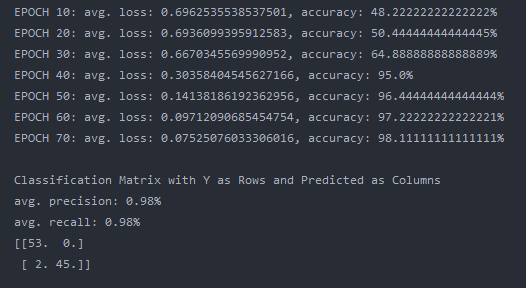 EPOCH 10: avg. loss: 0.6962535538537501, accuracy: 48.22222222222222%
EPOCH 20: avg. loss: 0.6936099395912583, accuracy: 50.44444444444445%
EPOCH 30: avg. loss: 0.6670345569990952, accuracy: 64.88888888888889%
EPOCH 40: avg. loss: 0.30358404545627166, accuracy: 95.0%
EPOCH 50: avg. loss: 0.14138186192362956, accuracy: 96.44444444444444%
EPOCH 60: avg. loss: 0.09712090685454754, accuracy: 97.22222222222221%
EPOCH 70: avg. loss: 0.07525076033306016, accuracy: 98.11111111111111%
Classification Matrix with Y as Rows and Predicted as Columns
avg. precision: 0.98%
avg. recall: 0.98%
[[53.  0.]
 [ 2. 45.]]